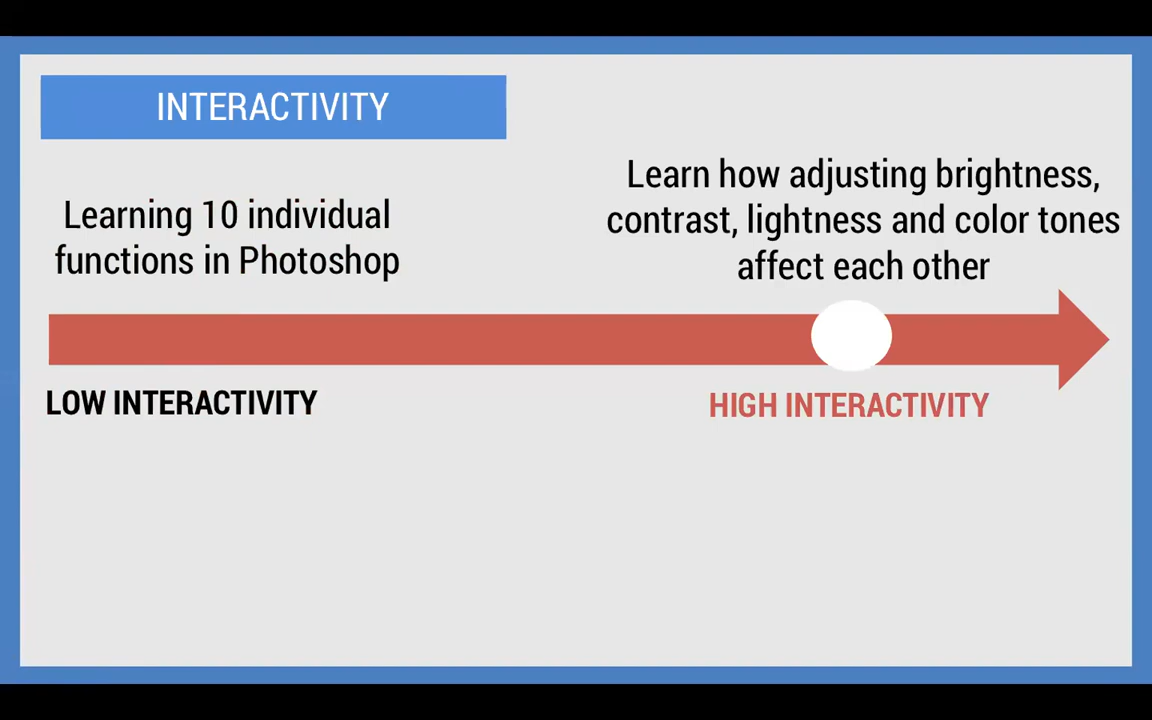 INTERACTIVITY
Learning 10 individual
functions in Photoshop
Learn how adjusting brightness,
contrast, lightness and color tones
affect each other
LOW INTERACTIVITY
HIGH INTERACTIVITY